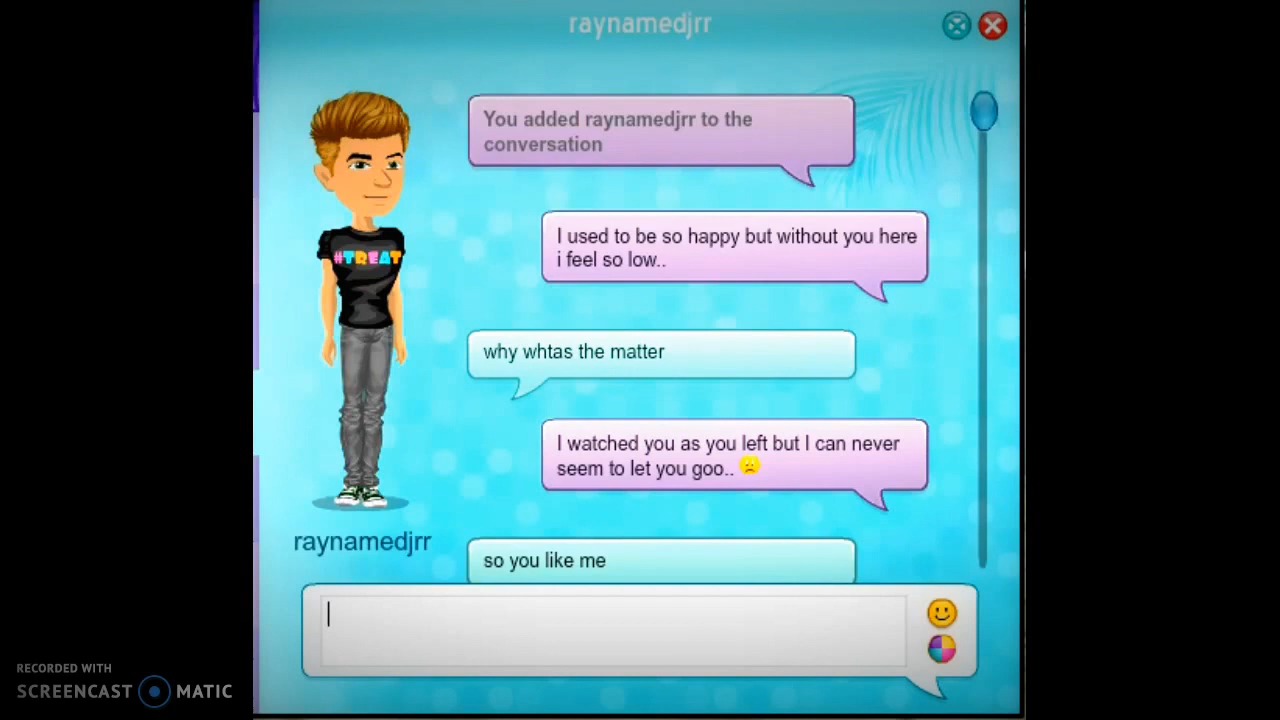 raynamedjrr
You added raynamedjrr to the
conversation
I used to be so happy but without you here
i feel so low..
why whtas the matter
I watched you as you left but I can never
seem to let you goo..
so you like me
#TREAT
raynamedjrr
RECORDED WITH
SCREENCAST MATIC